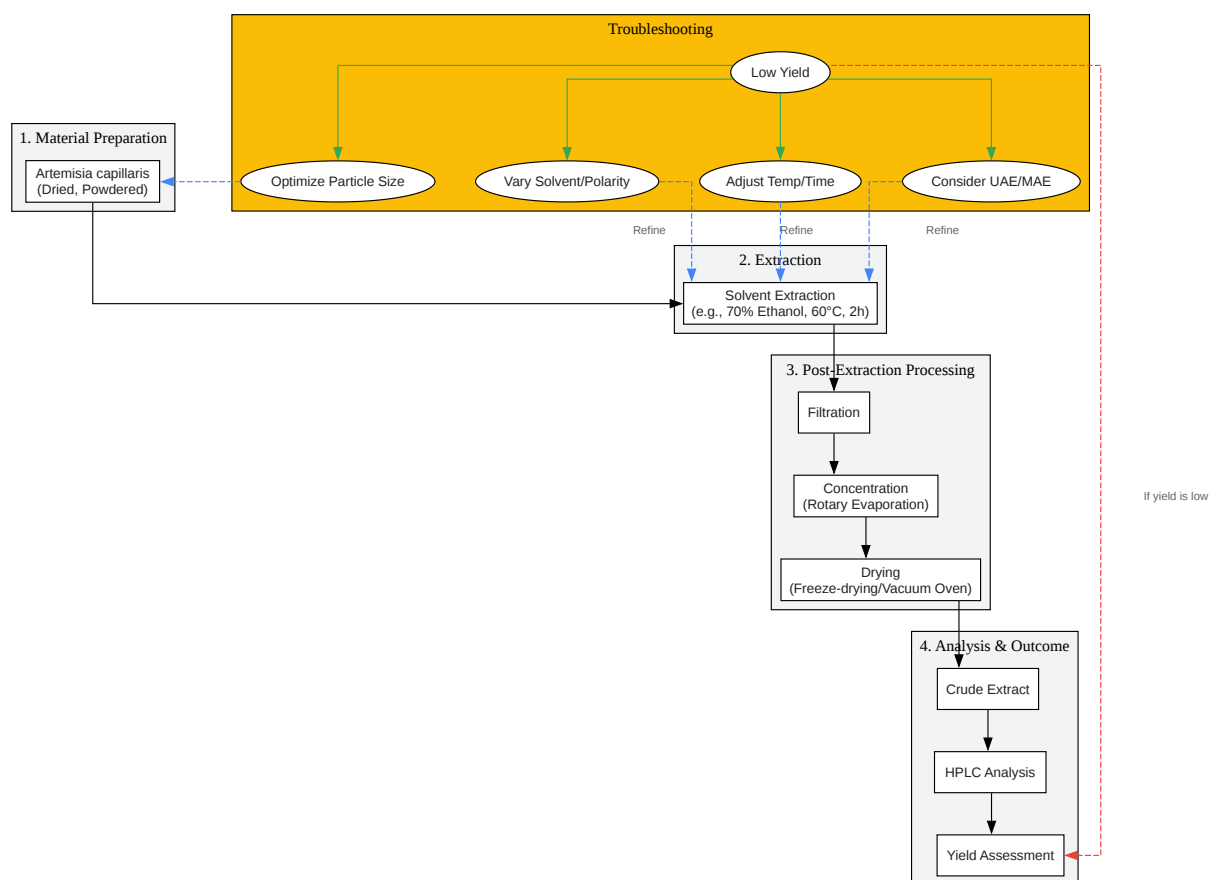 Troubleshooting
Low Yield
1. Material Preparation
Artemisia capillaris
(Dried, Powdered)
Optimize Particle Size
Vary Solvent/Polarity
Adjust Temp/Time
Consider UAE/MAE
Refine
Refine
Refine
2. Extraction
Solvent Extraction
(e.g., 70% Ethanol, 60°C, 2h)
3. Post-Extraction Processing
Filtration
Concentration
(Rotary Evaporation)
If yield is low
Drying
(Freeze-drying/Vacuum Oven)
4. Analysis & Outcome
Crude Extract
HPLC Analysis
Yield Assessment